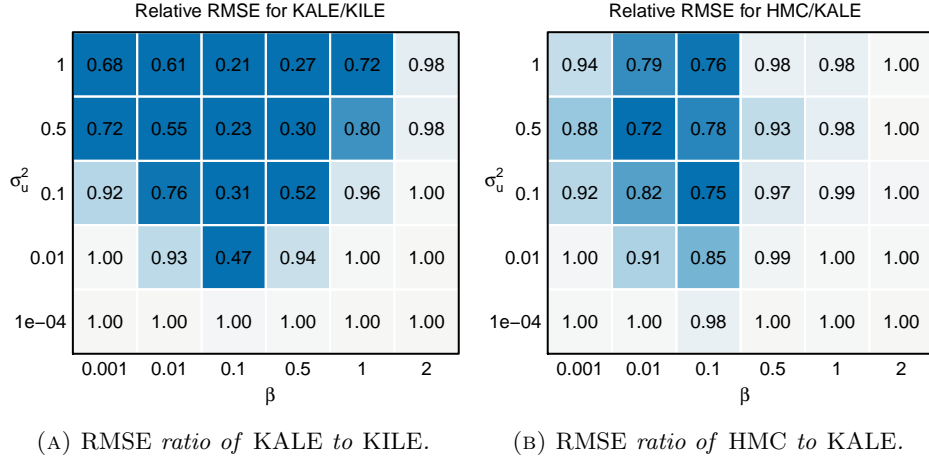 Relative RMSE for KALE/KILE
1 0.68 0.61 0.21 0.27 0.72 0.98
0.5 0.72 0.55 0.23 0.30 0.80 0.98
σ²ᵤ
0.1 0.92 0.76 0.31 0.52 0.96 1.00
0.01 1.00 0.93 0.47 0.94 1.00 1.00
1e−04 1.00 1.00 1.00 1.00 1.00 1.00
0.001 0.01 0.1 0.5 1 2
β
(A) RMSE ratio of KALE to KILE.
Relative RMSE for HMC/KALE
1 0.94 0.79 0.76 0.98 0.98 1.00
0.5 0.88 0.72 0.78 0.93 0.98 1.00
σ²ᵤ
0.1 0.92 0.82 0.75 0.97 0.99 1.00
0.01 1.00 0.91 0.85 0.99 1.00 1.00
1e−04 1.00 1.00 0.98 1.00 1.00 1.00
0.001 0.01 0.1 0.5 1 2
β
(B) RMSE ratio of HMC to KALE.